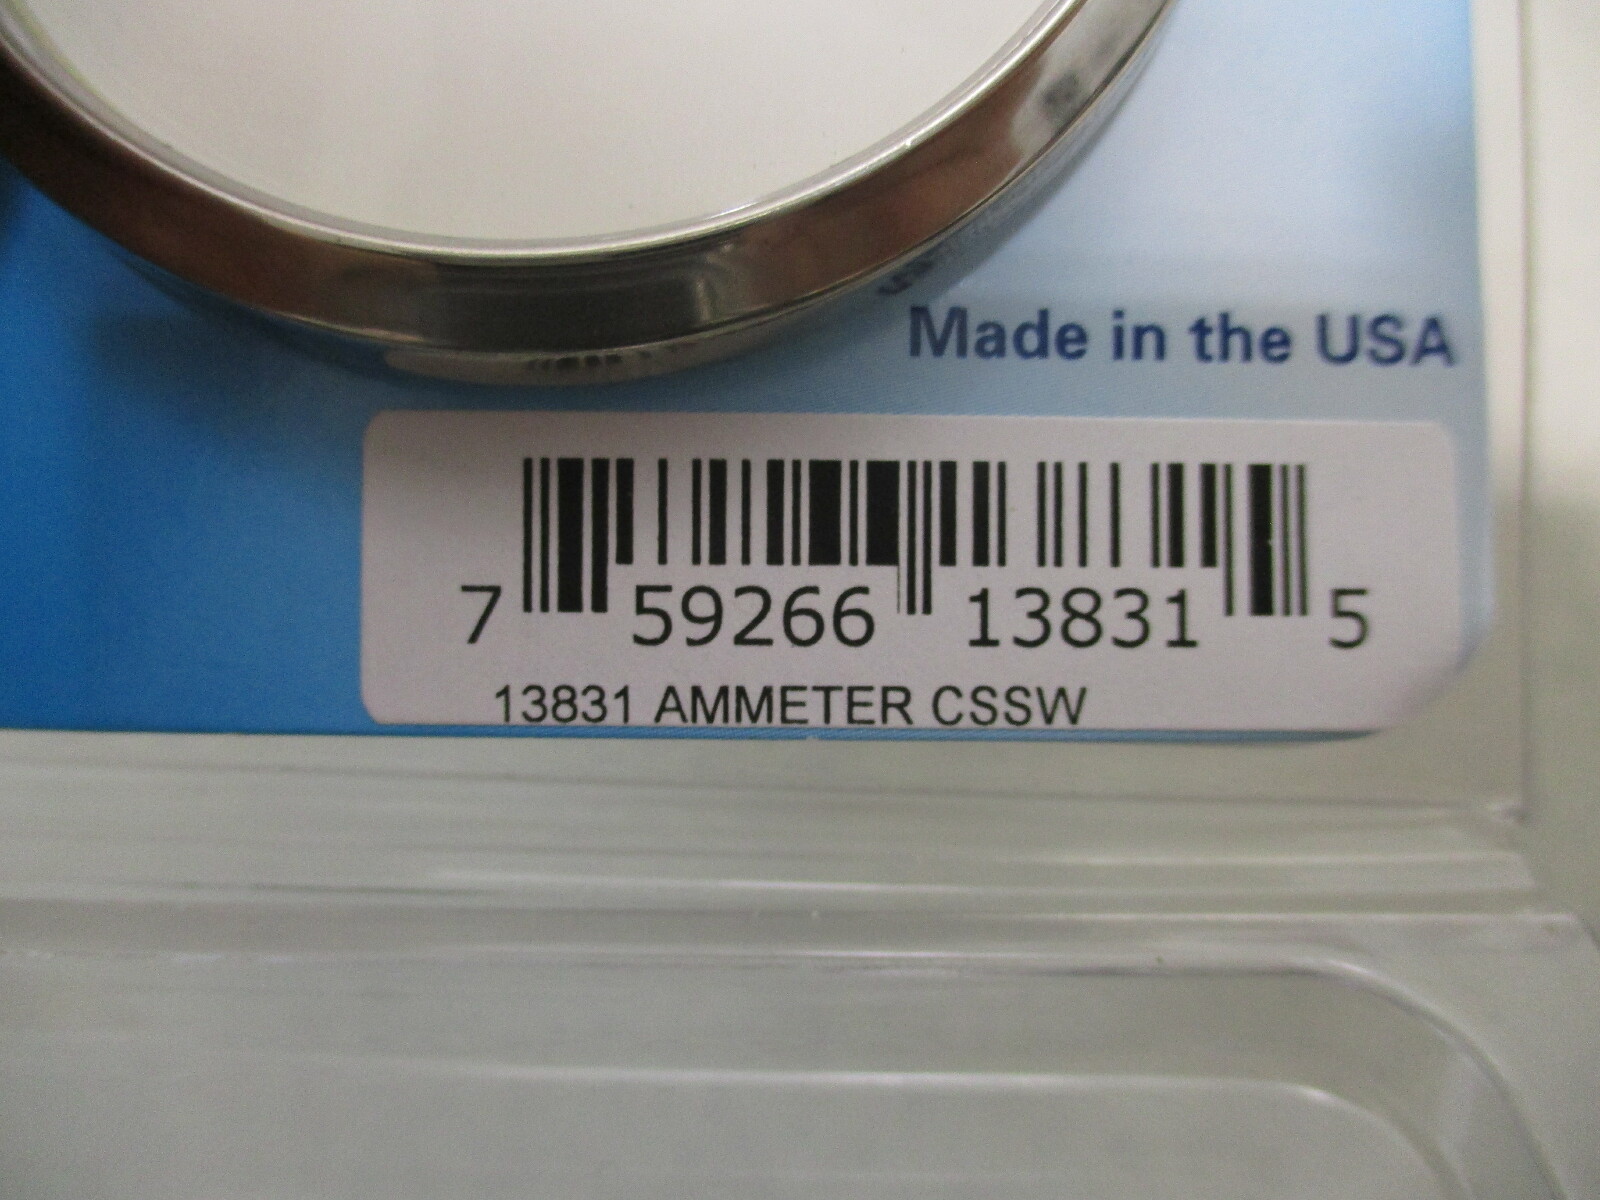 Made in the USA
7 59266 13831 5
13831 AMMETER CSSW